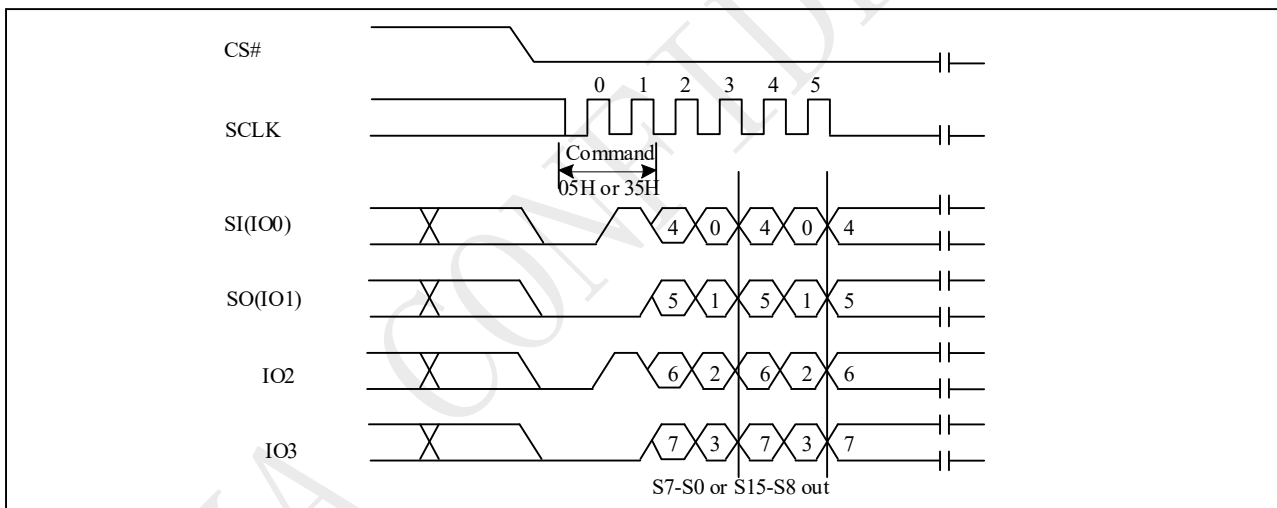 CS#
0 1 2 3 4 5
SCLK
Command
05H or 35H
SI(IO0) 4 0 4 0 4
SO(IO1) 5 1 5 1 5
IO2 6 2 6 2 6
IO3 7 3 7 3 7
S7-S0 or S15-S8 out